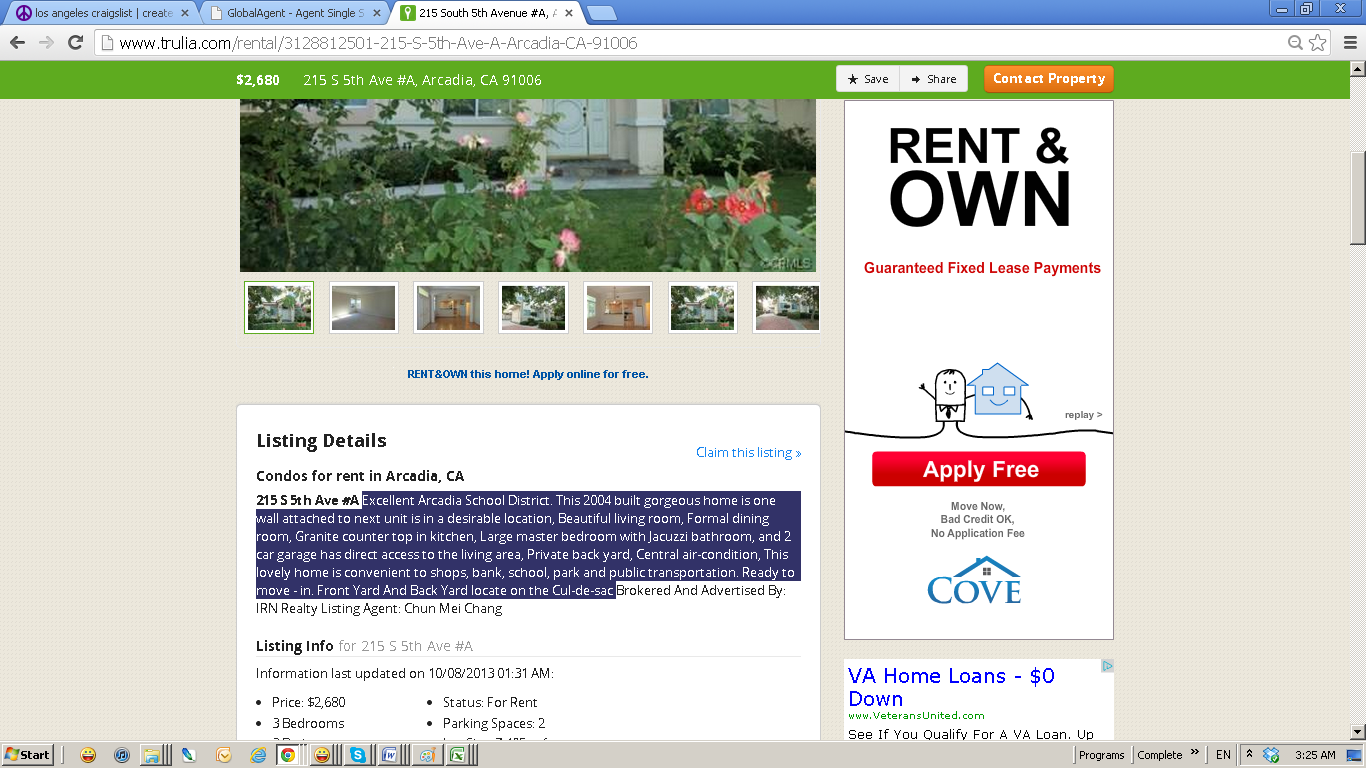 los angeles craigslist | create
GlobalAgent - Agent Single S
215 South 5th Avenue #A, A
www.trulia.com/rental/3128812501-215-S-5th-Ave-A-Arcadia-CA-91006
$2,680 215 S 5th Ave #A, Arcadia, CA 91006
Save Share Contact Property
CRMLS
RENT&OWN this home! Apply online for free.
Listing Details
Claim this listing »
Condos for rent in Arcadia, CA
215 S 5th Ave #A Excellent Arcadia School District. This 2004 built gorgeous home is one
wall attached to next unit is in a desirable location, Beautiful living room, Formal dining
room, Granite counter top in kitchen, Large master bedroom with Jacuzzi bathroom, and 2
car garage has direct access to the living area, Private back yard, Central air-condition, This
lovely home is convenient to shops, bank, school, park and public transportation. Ready to
move - in. Front Yard And Back Yard locate on the Cul-de-sac Brokered And Advertised By:
IRN Realty Listing Agent: Chun Mei Chang
Listing Info for 215 S 5th Ave #A
Information last updated on 10/08/2013 01:31 AM:
• Price: $2,680
• 3 Bedrooms
• Status: For Rent
• Parking Spaces: 2
RENT &
OWN
Guaranteed Fixed Lease Payments
replay >
Apply Free
Move Now,
Bad Credit OK,
No Application Fee
COVE
VA Home Loans - $0
Down
www.VeteransUnited.com
See If You Qualify For A VA Loan. Up
Start
Programs Complete » EN 3:25 AM